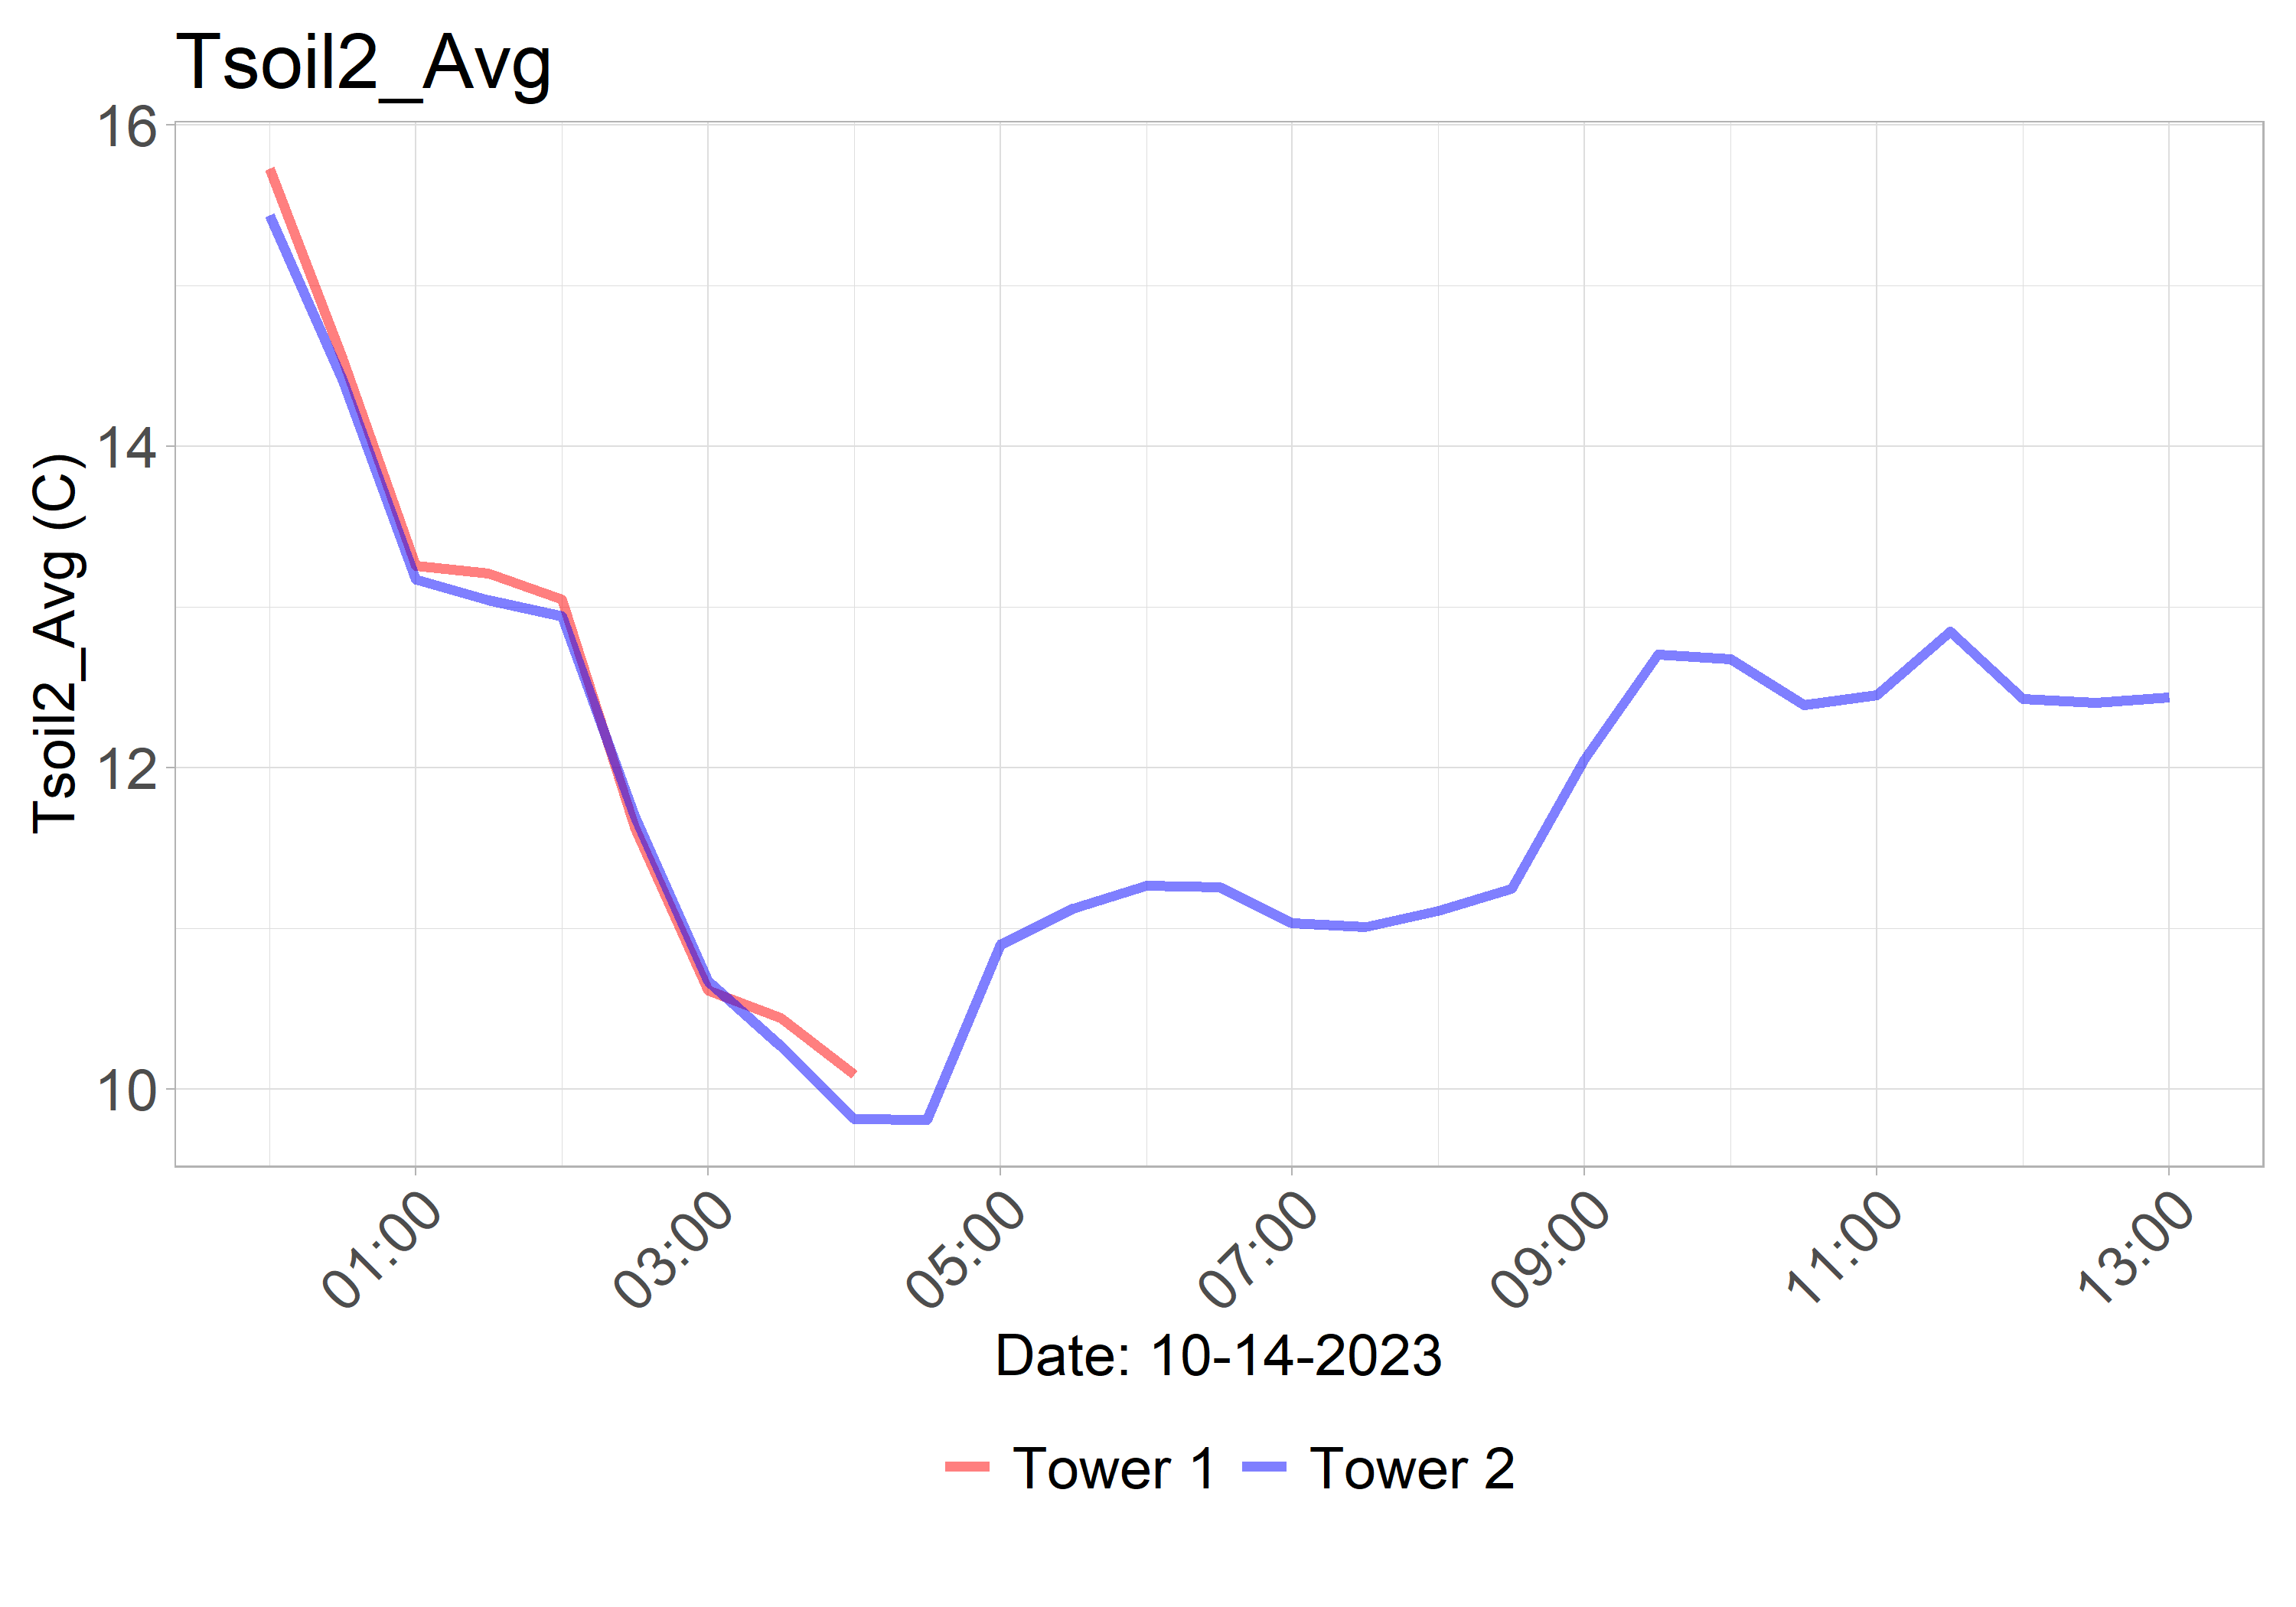 Tsoil2_Avg
16
14
12
10
Tsoil2_Avg (C)
01:00 03:00 05:00 07:00 09:00 11:00 13:00
Date: 10-14-2023
Tower 1 Tower 2